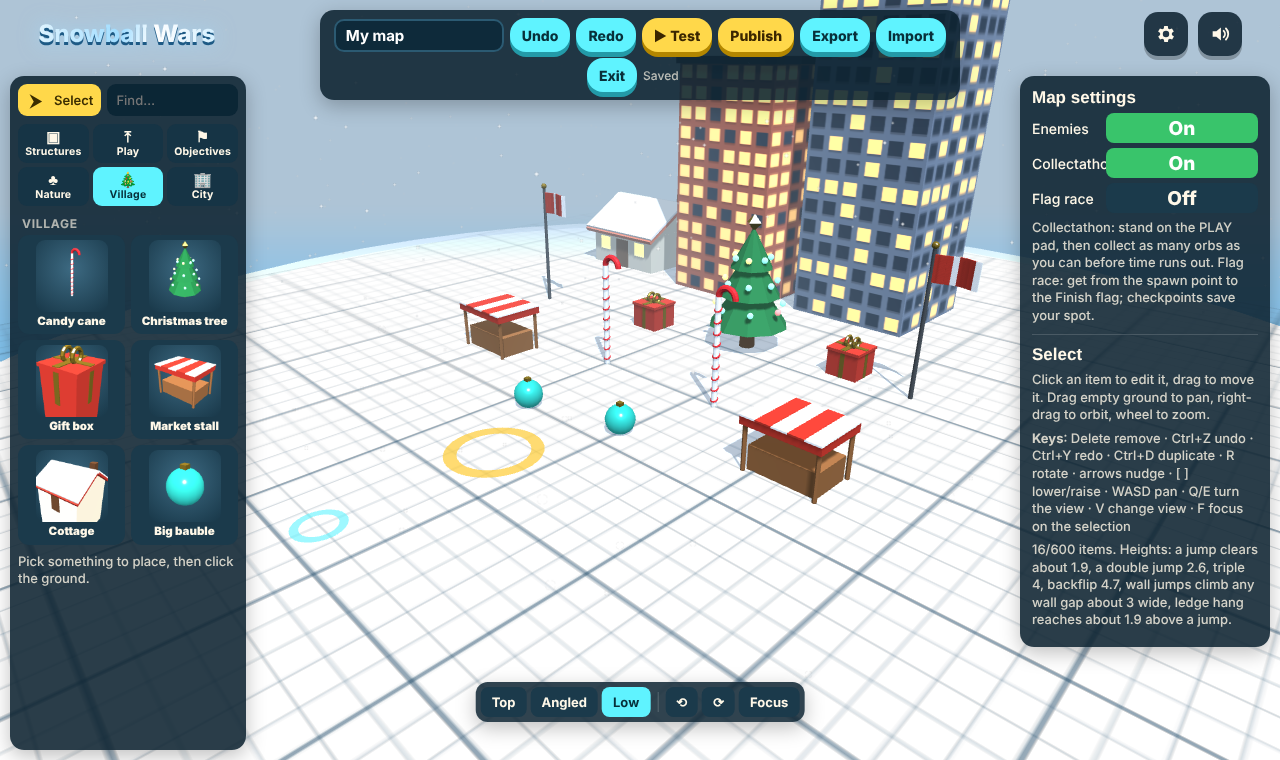 Snowball Wars
My map
Undo
Redo
▶ Test
Publish
Export
Import
Exit
Saved
Select
Find...
Structures
Play
Objectives
Nature
Village
City
VILLAGE
Candy cane
Christmas tree
Gift box
Market stall
Cottage
Big bauble
Pick something to place, then click
the ground.
Top
Angled
Low
⟲
⟳
Focus
Map settings
Enemies
On
Collectatho
On
Flag race
Off
Collectathon: stand on the PLAY
pad, then collect as many orbs as
you can before time runs out. Flag
race: get from the spawn point to
the Finish flag; checkpoints save
your spot.
Select
Click an item to edit it, drag to move
it. Drag empty ground to pan, right-
drag to orbit, wheel to zoom.
Keys: Delete remove · Ctrl+Z undo ·
Ctrl+Y redo · Ctrl+D duplicate · R
rotate · arrows nudge · [ ]
lower/raise · WASD pan · Q/E turn
the view · V change view · F focus
on the selection
16/600 items. Heights: a jump clears
about 1.9, a double jump 2.6, triple
4, backflip 4.7, wall jumps climb any
wall gap about 3 wide, ledge hang
reaches about 1.9 above a jump.